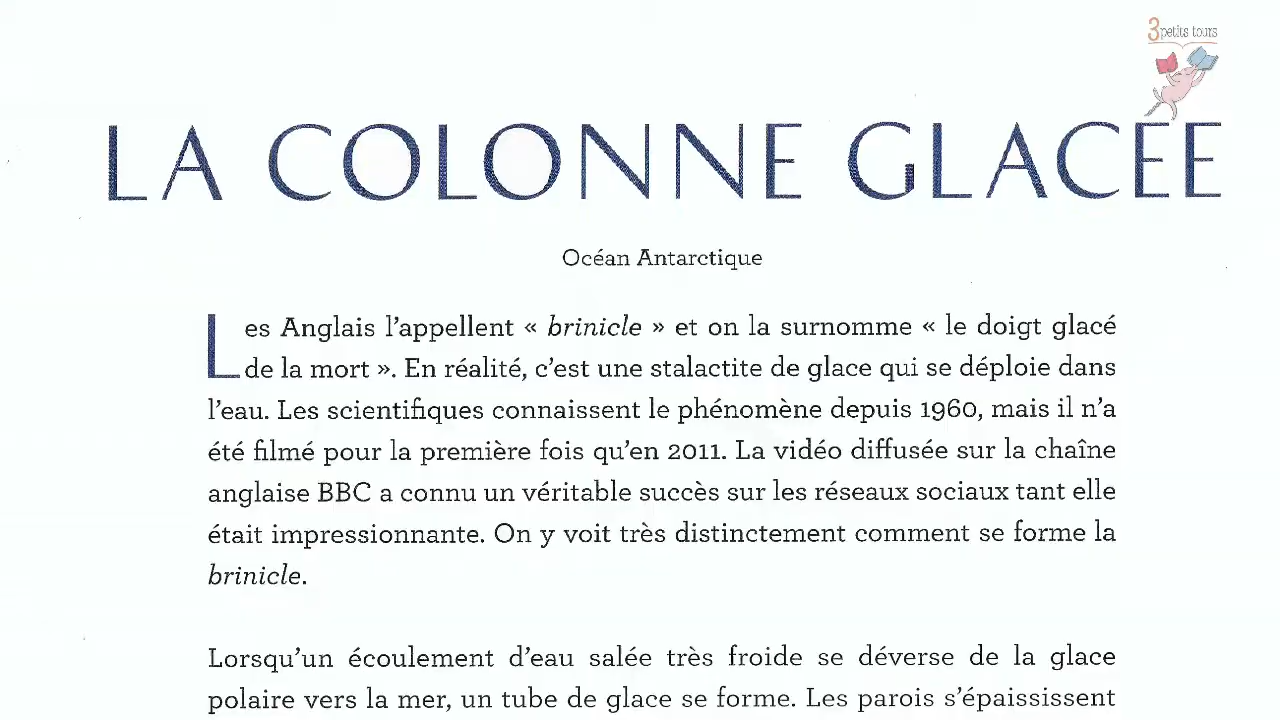 3 petits tours
LA COLONNE GLACÉE
Océan Antarctique
Les Anglais l'appellent « brinicle » et on la surnomme « le doigt glacé
de la mort ». En réalité, c'est une stalactite de glace qui se déploie dans
l'eau. Les scientifiques connaissent le phénomène depuis 1960, mais il n'a
été filmé pour la première fois qu'en 2011. La vidéo diffusée sur la chaîne
anglaise BBC a connu un véritable succès sur les réseaux sociaux tant elle
était impressionnante. On y voit très distinctement comment se forme la
brinicle.
Lorsqu'un écoulement d'eau salée très froide se déverse de la glace
polaire vers la mer, un tube de glace se forme. Les parois s'épaississent